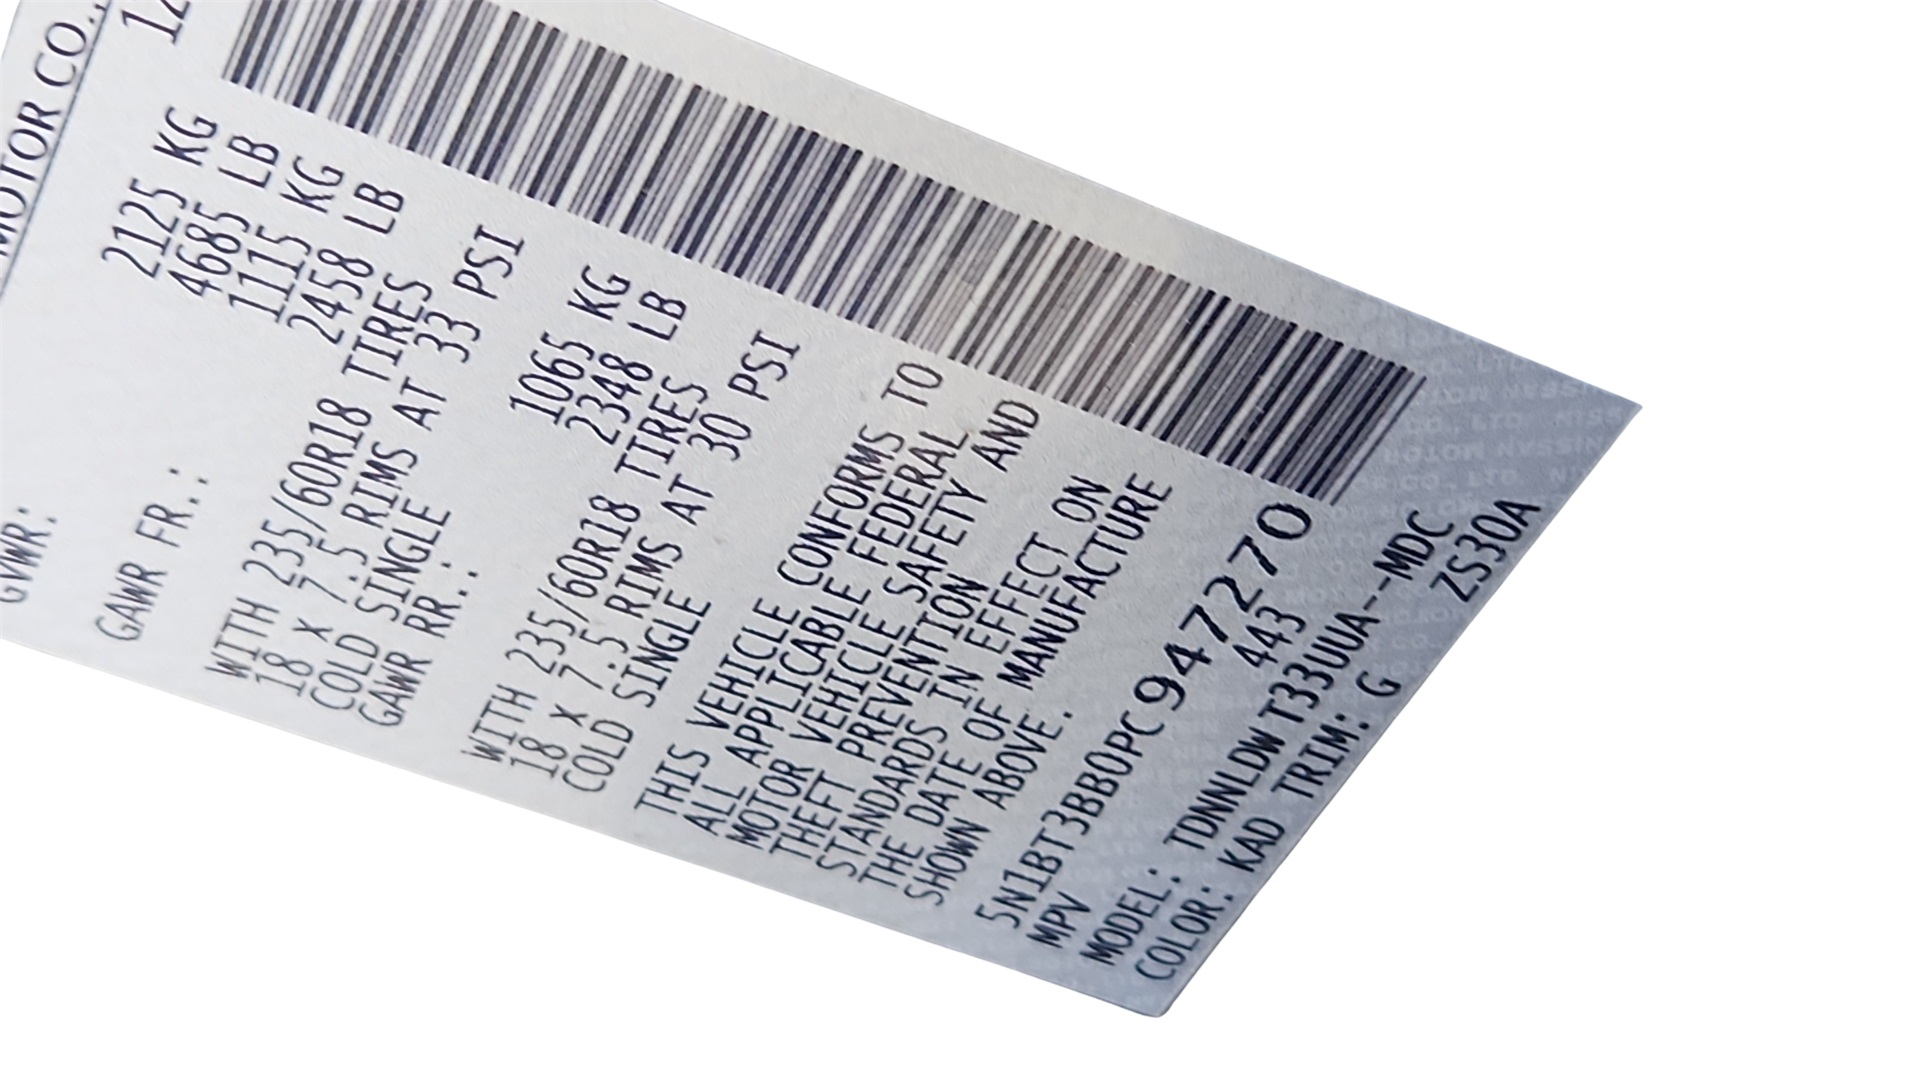 MOTOR CO.,
12
GVWR: 2125 KG
4685 LB
GAWR FR.: 1115 KG
2458 LB
WITH 235/60R18 TIRES
18 x 7.5 RIMS AT 33 PSI
COLD SINGLE
GAWR RR.: 1065 KG
2348 LB
WITH 235/60R18 TIRES
18 x 7.5 RIMS AT 30 PSI
COLD SINGLE
THIS VEHICLE CONFORMS TO
ALL APPLICABLE FEDERAL
MOTOR VEHICLE SAFETY AND
THEFT PREVENTION
STANDARDS IN EFFECT ON
THE DATE OF MANUFACTURE
SHOWN ABOVE.
5N1BT3BB0PC947270
MPV 443
MODEL: TDNNLDWT33UUA--MDC
COLOR: KAD TRIM: G ZS30A